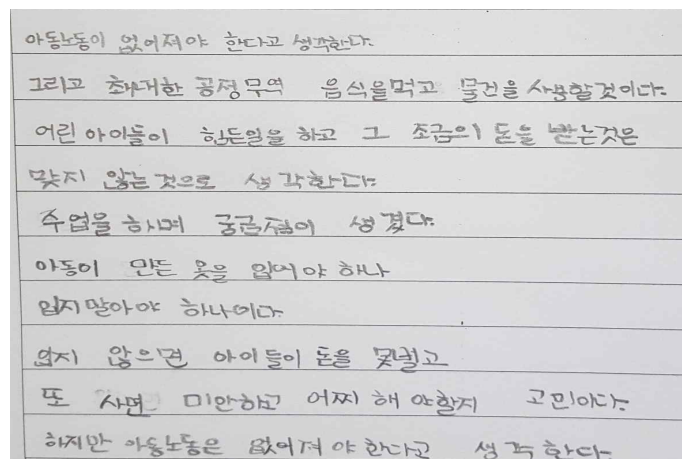 아동노동이 없어져야 한다고 생각한다.
그리고 최대한 공정무역 음식을먹고 물건을 사용할것이다.
어린아이들이 힘든일을 하고 그 조금의 돈을 받는것은
맞지 않는것으로 생각한다.
수업을 하며 궁금점이 생겼다.
아동이 만든 옷을 입어야 하나
입지말아야 하나이다.
입지 않으면 아이들이 돈을 못벌고
또 사면 미안하고 어찌해야할지 고민이다.
하지만 아동노동은 없어져야한다고 생각한다.